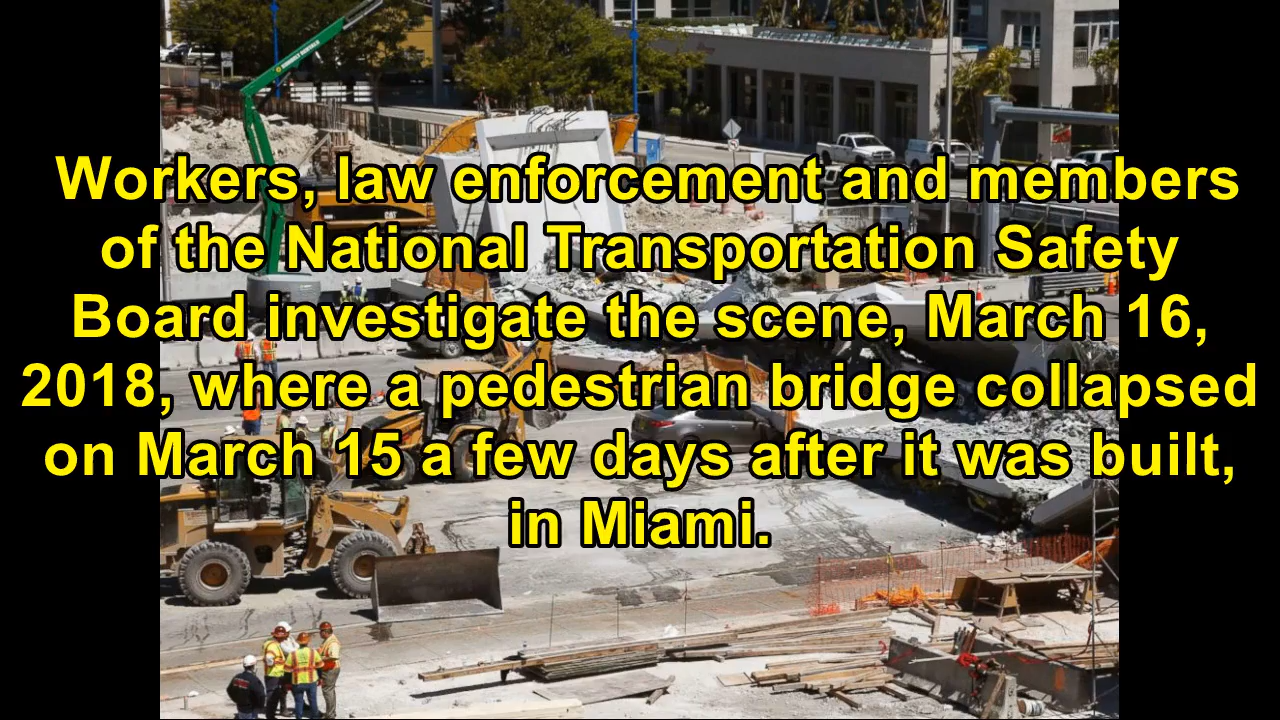 Workers, law enforcement and members
of the National Transportation Safety
Board investigate the scene, March 16,
2018, where a pedestrian bridge collapsed
on March 15 a few days after it was built,
in Miami.
CAT